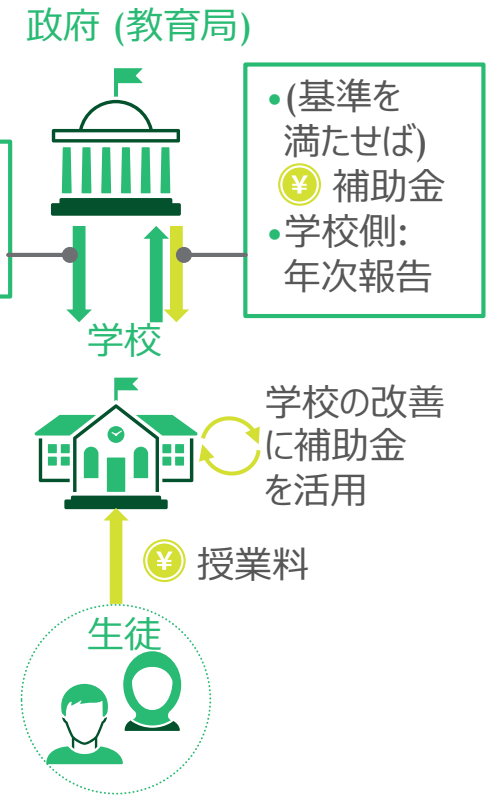 政府 (教育局)
•(基準を
満たせば)
¥ 補助金
•学校側:
年次報告
学校
学校の改善
に補助金
を活用
¥ 授業料
生徒